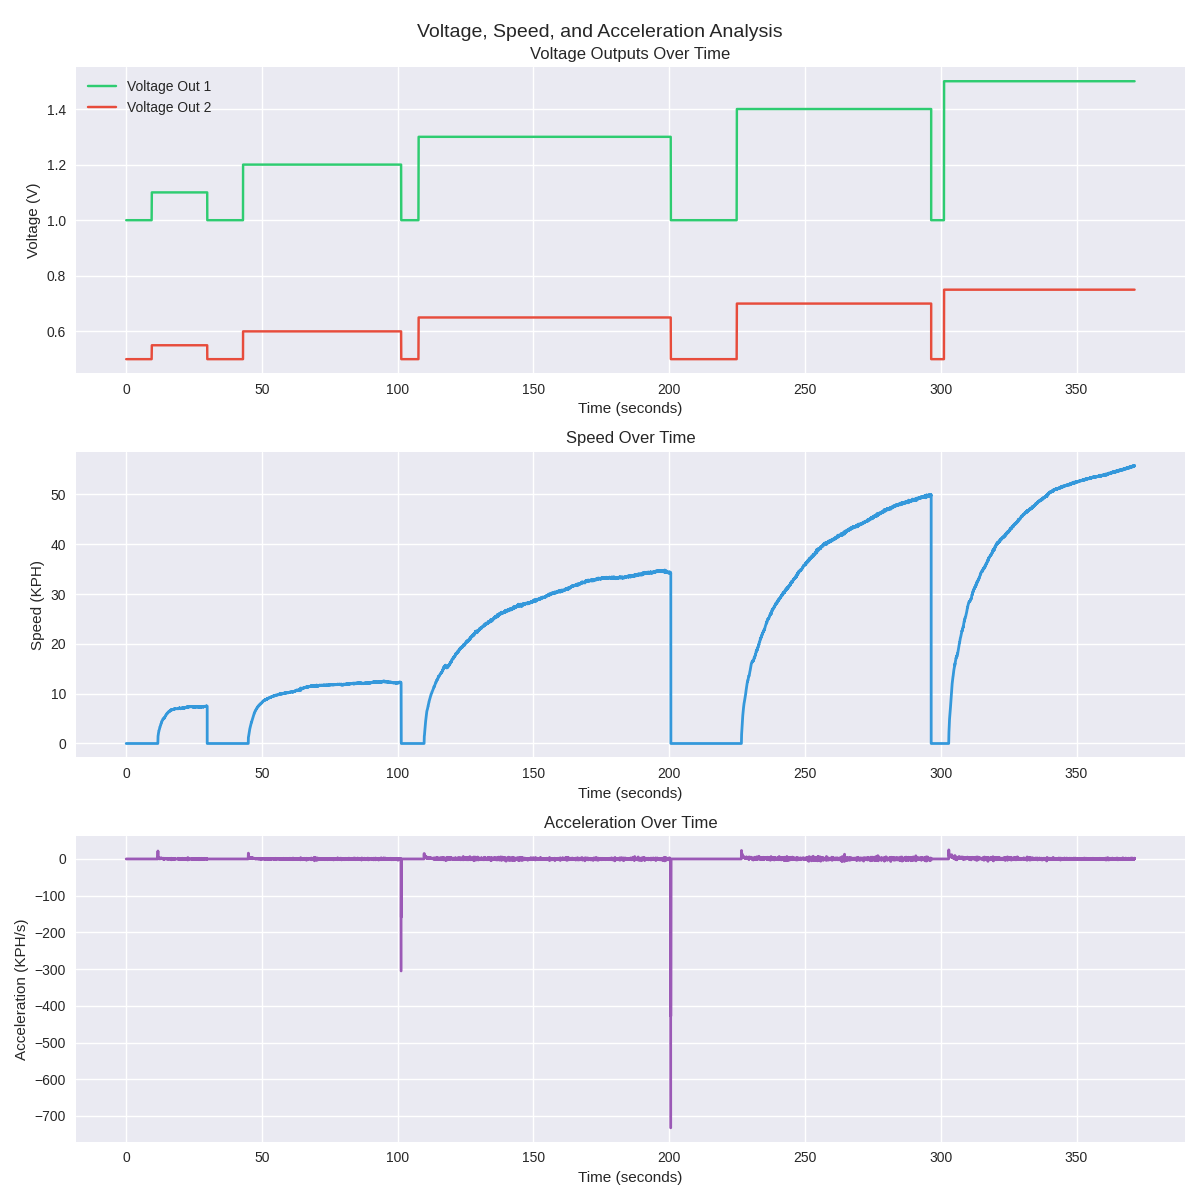 Voltage, Speed, and Acceleration Analysis
Voltage Outputs Over Time
Voltage Out 1
Voltage Out 2
Voltage (V)
1.4
1.2
1.0
0.8
0.6
0 50 100 150 200 250 300 350
Time (seconds)
Speed Over Time
Speed (KPH)
50
40
30
20
10
0
0 50 100 150 200 250 300 350
Time (seconds)
Acceleration Over Time
Acceleration (KPH/s)
0
−100
−200
−300
−400
−500
−600
−700
0 50 100 150 200 250 300 350
Time (seconds)